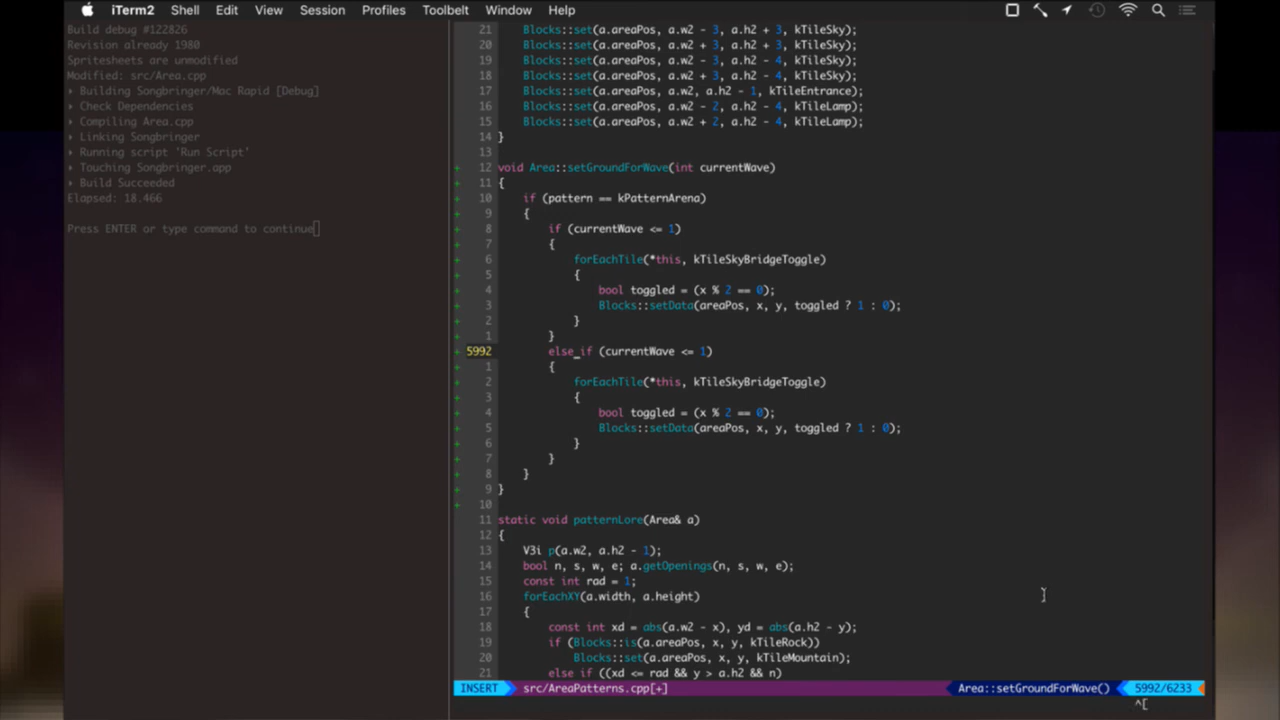 iTerm2 Shell Edit View Session Profiles Toolbelt Window Help
Build debug #122826
Revision already 1980
Spritesheets are unmodified
Modified: src/Area.cpp
Building Songbringer/Mac Rapid [Debug]
Check Dependencies
Compiling Area.cpp
Linking Songbringer
Running script 'Run Script'
Touching Songbringer.app
Build Succeeded
Elapsed: 18.466
Press ENTER or type command to continue
21 Blocks::set(a.areaPos, a.w2 - 3, a.h2 + 3, kTileSky);
20 Blocks::set(a.areaPos, a.w2 + 3, a.h2 + 3, kTileSky);
19 Blocks::set(a.areaPos, a.w2 - 3, a.h2 - 4, kTileSky);
18 Blocks::set(a.areaPos, a.w2 + 3, a.h2 - 4, kTileSky);
17 Blocks::set(a.areaPos, a.w2, a.h2 - 1, kTileEntrance);
16 Blocks::set(a.areaPos, a.w2 - 2, a.h2 - 4, kTileLamp);
15 Blocks::set(a.areaPos, a.w2 + 2, a.h2 - 4, kTileLamp);
14 }
13
+ 12 void Area::setGroundForWave(int currentWave)
+ 11 {
+ 10 if (pattern == kPatternArena)
+ 9 {
+ 8 if (currentWave <= 1)
+ 7 {
+ 6 forEachTile(*this, kTileSkyBridgeToggle)
+ 5 {
+ 4 bool toggled = (x % 2 == 0);
+ 3 Blocks::setData(areaPos, x, y, toggled ? 1 : 0);
+ 2 }
+ 1 }
+ 5992 else if (currentWave <= 1)
+ 1 {
+ 2 forEachTile(*this, kTileSkyBridgeToggle)
+ 3 {
+ 4 bool toggled = (x % 2 == 0);
+ 5 Blocks::setData(areaPos, x, y, toggled ? 1 : 0);
+ 6 }
+ 7 }
+ 8 }
+ 9 }
+ 10
11 static void patternLore(Area& a)
12 {
13 V3i p(a.w2, a.h2 - 1);
14 bool n, s, w, e; a.getOpenings(n, s, w, e);
15 const int rad = 1;
16 forEachXY(a.width, a.height)
17 {
18 const int xd = abs(a.w2 - x), yd = abs(a.h2 - y);
19 if (Blocks::is(a.areaPos, x, y, kTileRock))
20 Blocks::set(a.areaPos, x, y, kTileMountain);
21 else if ((xd <= rad && y > a.h2 && n)
INSERT src/AreaPatterns.cpp[+] Area::setGroundForWave() 5992/6233
^[